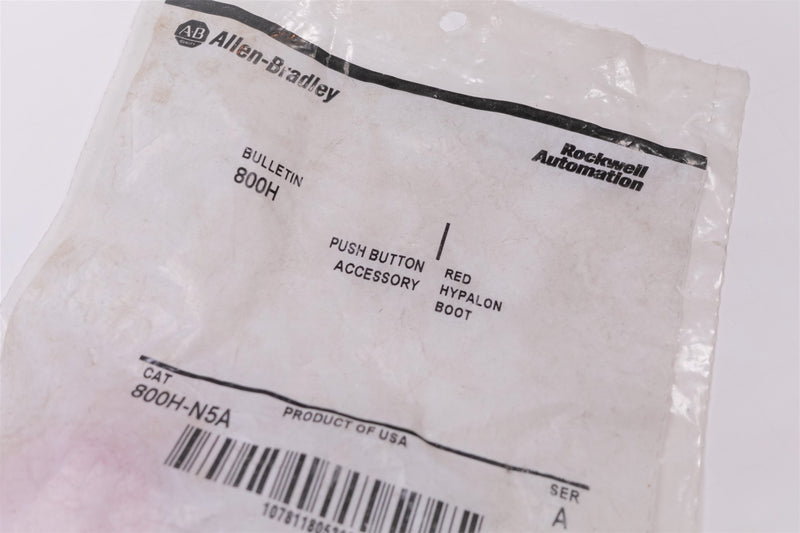 AB
QUALITY
Allen-Bradley
Rockwell
Automation
BULLETIN
800H
PUSH BUTTON
ACCESSORY
RED
HYPALON
BOOT
CAT
800H-N5A
PRODUCT OF USA
SER
A